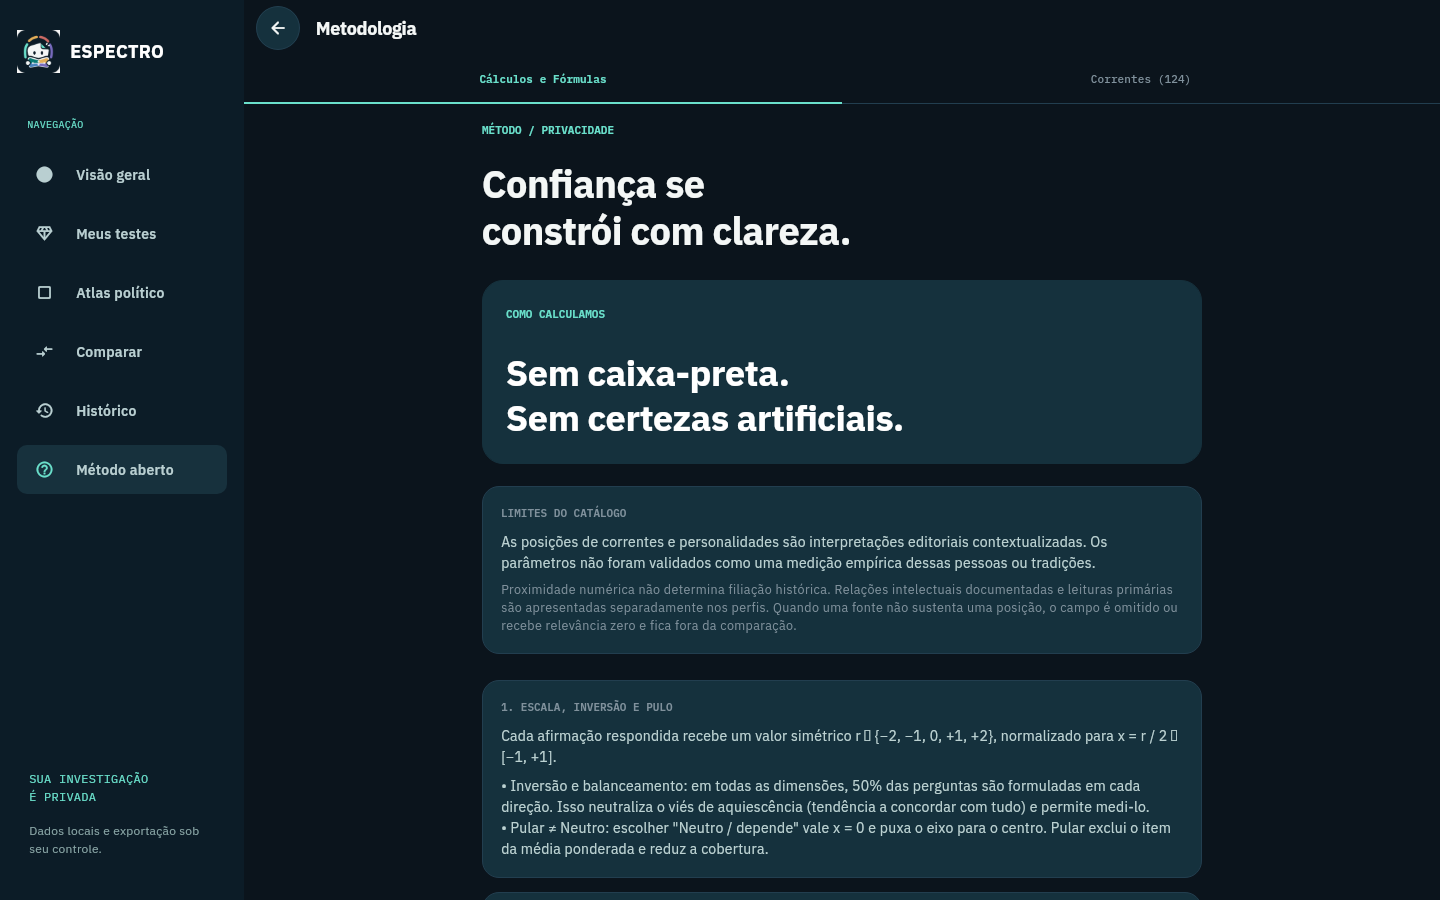 ESPECTRO
NAVEGAÇÃO
Visão geral
Meus testes
Atlas político
Comparar
Histórico
Método aberto
SUA INVESTIGAÇÃO
É PRIVADA
Dados locais e exportação sob
seu controle.
Metodologia
Cálculos e Fórmulas
Correntes (124)
MÉTODO / PRIVACIDADE
Confiança se
constrói com clareza.
COMO CALCULAMOS
Sem caixa-preta.
Sem certezas artificiais.
LIMITES DO CATÁLOGO
As posições de correntes e personalidades são interpretações editoriais contextualizadas. Os
parâmetros não foram validados como uma medição empírica dessas pessoas ou tradições.
Proximidade numérica não determina filiação histórica. Relações intelectuais documentadas e leituras primárias
são apresentadas separadamente nos perfis. Quando uma fonte não sustenta uma posição, o campo é omitido ou
recebe relevância zero e fica fora da comparação.
1. ESCALA, INVERSÃO E PULO
Cada afirmação respondida recebe um valor simétrico r ▯ {−2, −1, 0, +1, +2}, normalizado para x = r / 2 ▯
[−1, +1].
• Inversão e balanceamento: em todas as dimensões, 50% das perguntas são formuladas em cada
direção. Isso neutraliza o viés de aquiescência (tendência a concordar com tudo) e permite medi-lo.
• Pular ≠ Neutro: escolher "Neutro / depende" vale x = 0 e puxa o eixo para o centro. Pular exclui o item
da média ponderada e reduz a cobertura.